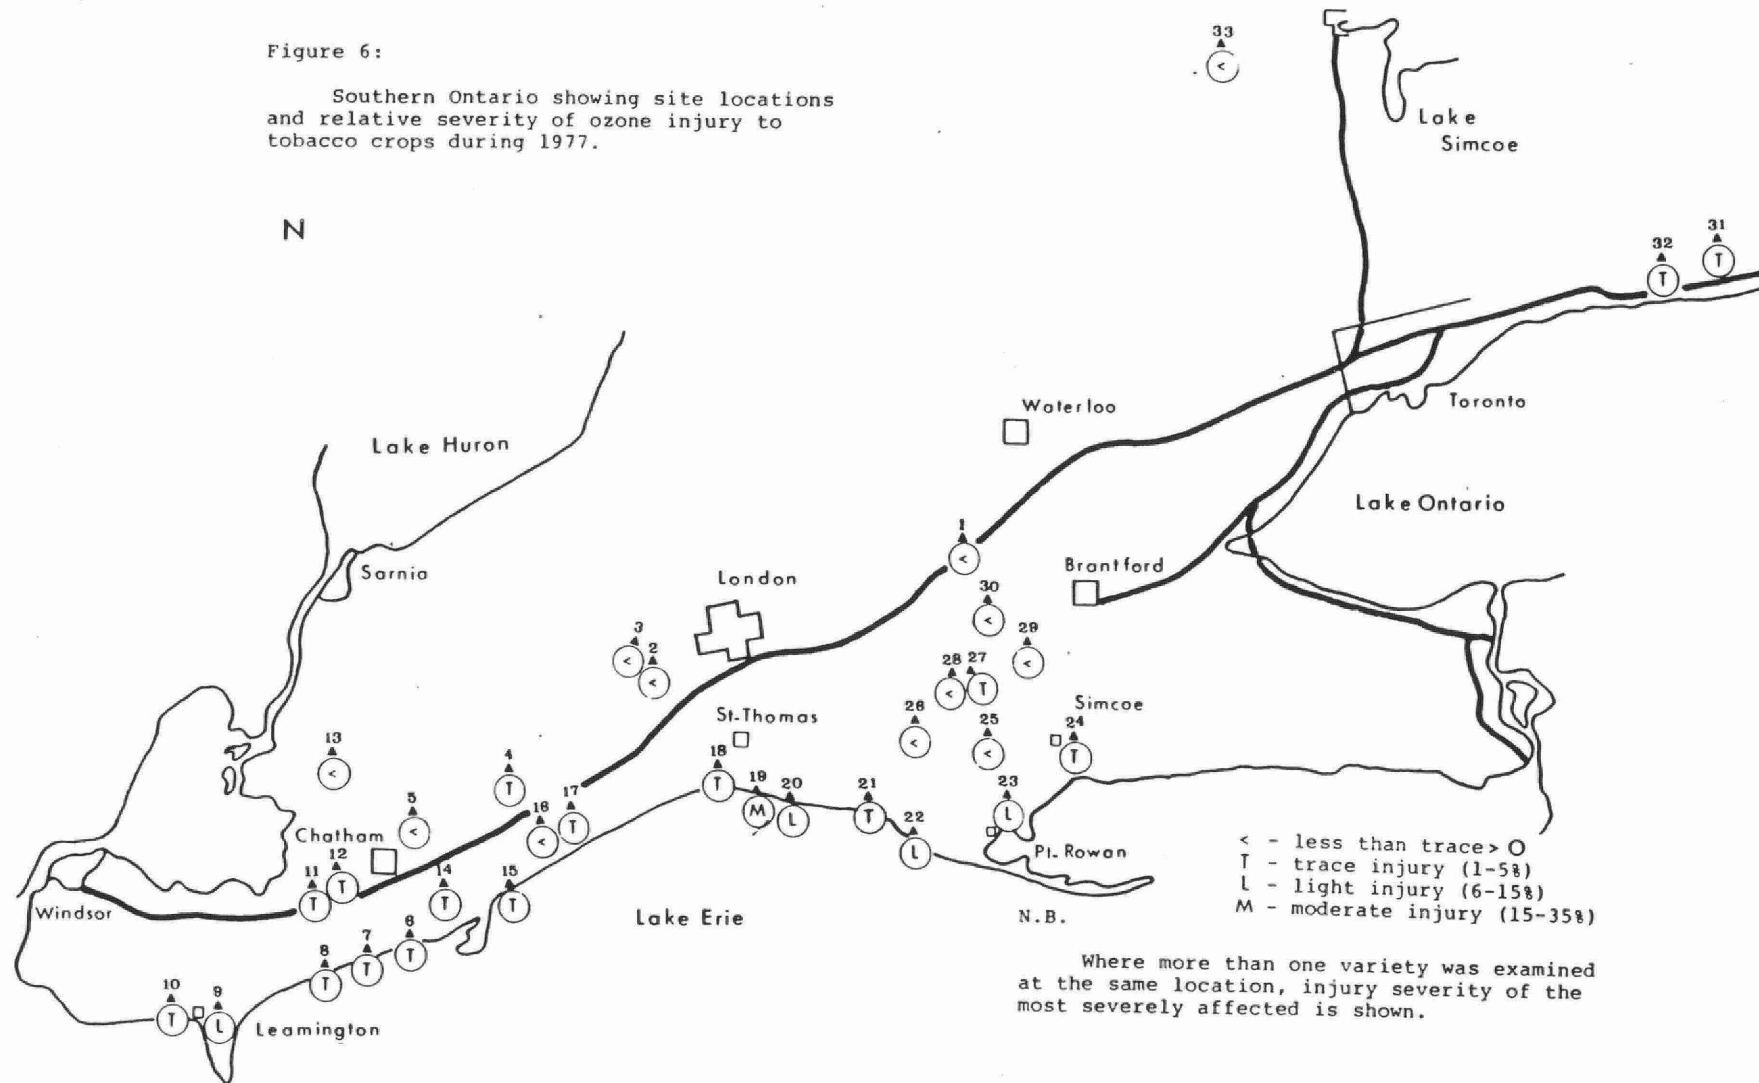 Figure 6:
Southern Ontario showing site locations
and relative severity of ozone injury to
tobacco crops during 1977.
N
33
<
Lake
Simcoe
32
T
31
T
Waterloo
Toronto
Lake Huron
Lake Ontario
Sarnia
London
1
<
Brantford
30
<
3
<
2
<
29
<
28
<
27
T
St-Thomas
26
<
25
<
Simcoe
24
T
13
<
4
T
18
T
19
M
20
L
21
T
22
L
23
L
5
<
16
<
17
T
Chatham
12
T
11
T
14
T
15
T
Pt. Rowan
Windsor
Lake Erie
8
T
7
T
6
T
10
T
9
L
Leamington
< - less than trace > O
T - trace injury (1-5%)
L - light injury (6-15%)
M - moderate injury (15-35%)
N.B.
Where more than one variety was examined
at the same location, injury severity of the
most severely affected is shown.